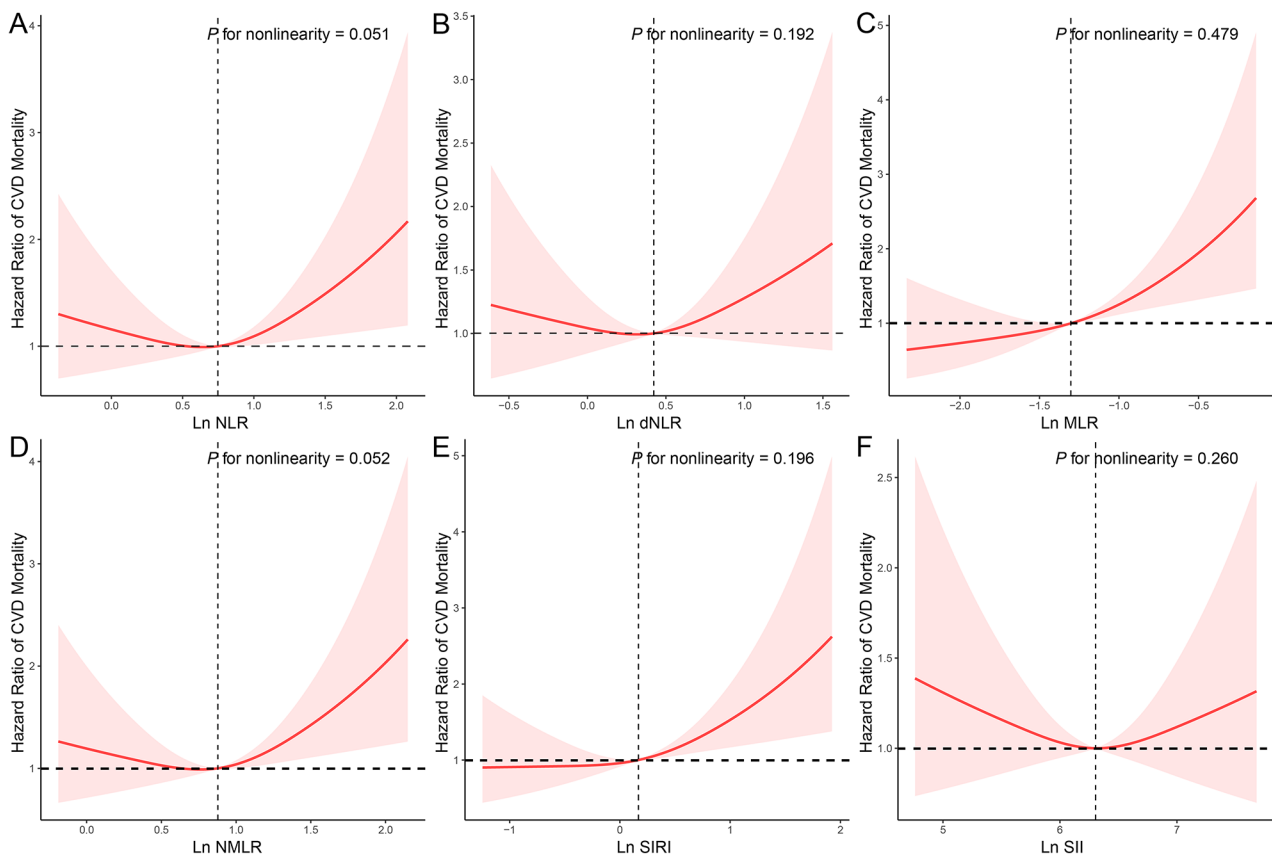 A
P for nonlinearity = 0.051
Hazard Ratio of CVD Mortality
4
3
2
1
0.0 0.5 1.0 1.5 2.0
Ln NLR
B
P for nonlinearity = 0.192
Hazard Ratio of CVD Mortality
3.5
3.0
2.5
2.0
1.5
1.0
−0.5 0.0 0.5 1.0 1.5
Ln dNLR
C
P for nonlinearity = 0.479
Hazard Ratio of CVD Mortality
5
4
3
2
1
−2.0 −1.5 −1.0 −0.5
Ln MLR
D
P for nonlinearity = 0.052
Hazard Ratio of CVD Mortality
4
3
2
1
0.0 0.5 1.0 1.5 2.0
Ln NMLR
E
P for nonlinearity = 0.196
Hazard Ratio of CVD Mortality
5
4
3
2
1
−1 0 1 2
Ln SIRI
F
P for nonlinearity = 0.260
Hazard Ratio of CVD Mortality
2.5
2.0
1.5
1.0
5 6 7
Ln SII